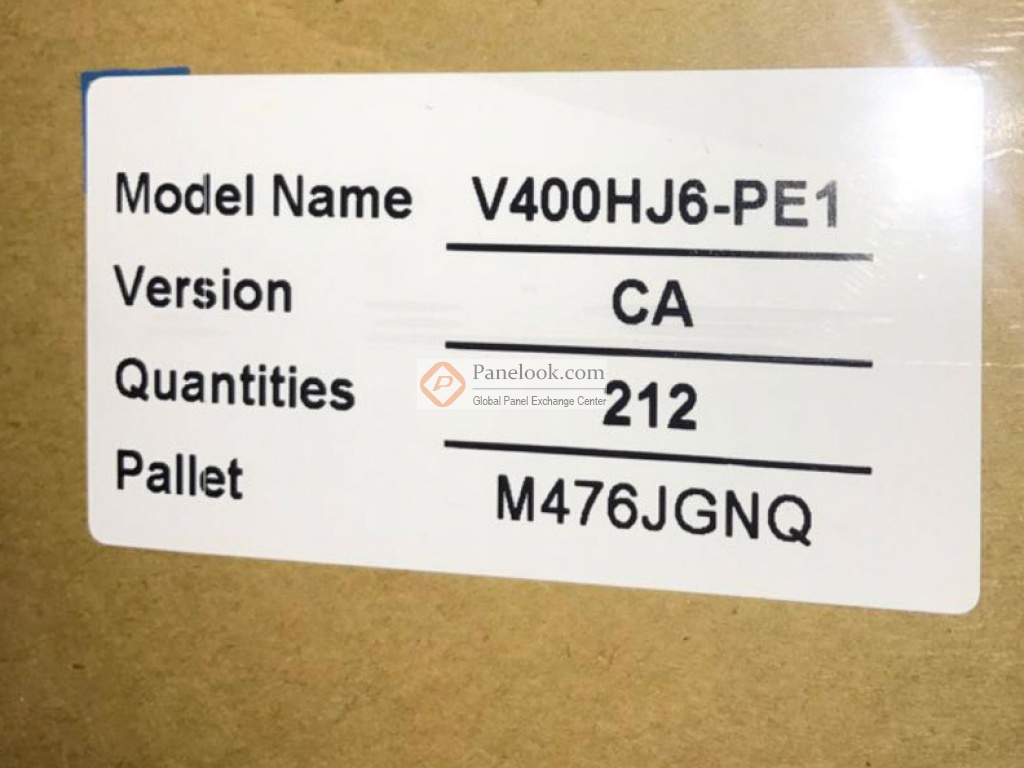 Model Name V400HJ6-PE1
Version CA
Panelook.com
Quantities 212
Global Panel Exchange Center
Pallet M476JGNQ